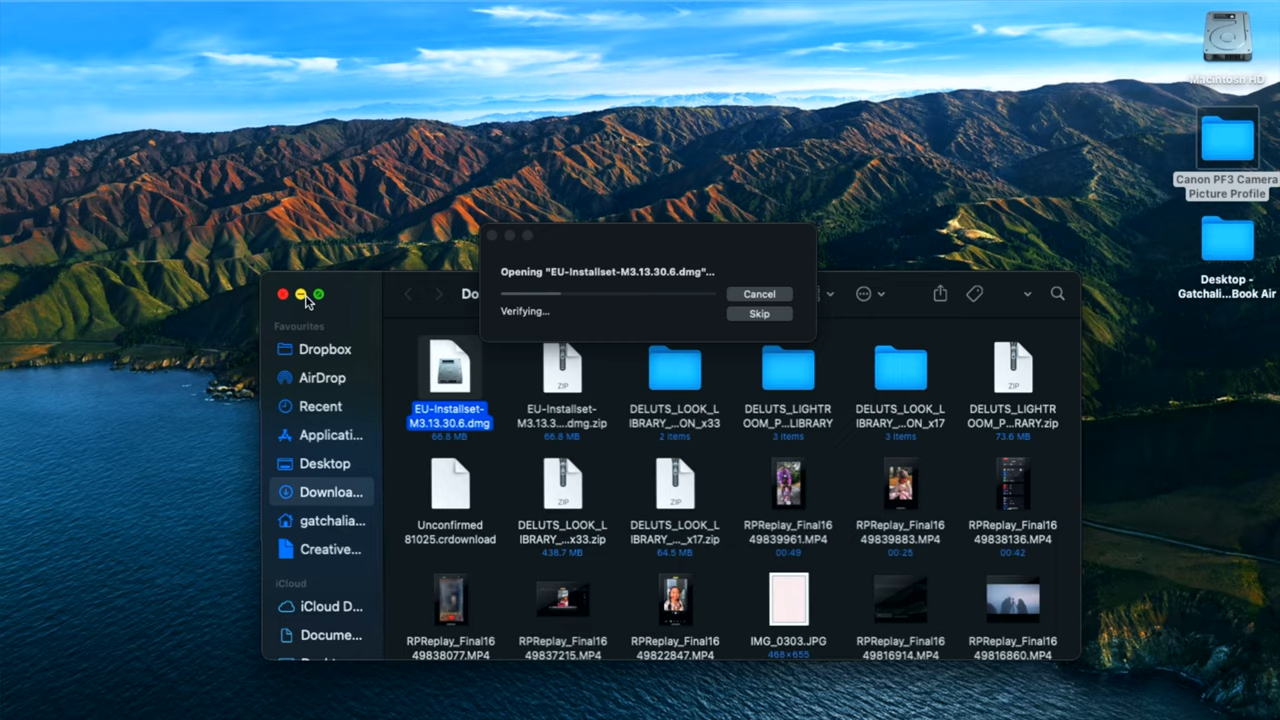 Macintosh HD
Canon PF3 Camera
Picture Profile
Desktop -
Gatchali...Book Air
Opening "EU-Installset-M3.13.30.6.dmg"...
Cancel
Verifying...
Skip
Do
Favourites
Dropbox
AirDrop
Recent
Applicati...
Desktop
Downloa...
gatchalia...
Creative...
iCloud
iCloud D...
Docume...
EU-Installset-
M3.13.30.6.dmg
66.8 MB
EU-Installset-
M3.13.3....dmg.zip
66.8 MB
DELUTS_LOOK_L
IBRARY_...ON_x33
2 items
DELUTS_LIGHTR
OOM_P...LIBRARY
3 items
DELUTS_LOOK_L
IBRARY_...ON_x17
3 items
ZIP
DELUTS_LIGHTR
OOM_P...RARY.zip
73.6 MB
Unconfirmed
81025.crdownload
ZIP
DELUTS_LOOK_L
IBRARY_...x33.zip
438.7 MB
ZIP
DELUTS_LOOK_L
IBRARY_..._x17.zip
64.5 MB
RPReplay_Final16
49839961.MP4
00:49
RPReplay_Final16
49839883.MP4
00:25
RPReplay_Final16
49838136.MP4
00:42
RPReplay_Final16
49838077.MP4
RPReplay_Final16
49837215.MP4
RPReplay_Final16
49822847.MP4
IMG_0303.JPG
468×655
RPReplay_Final16
49816914.MP4
RPReplay_Final16
49816860.MP4